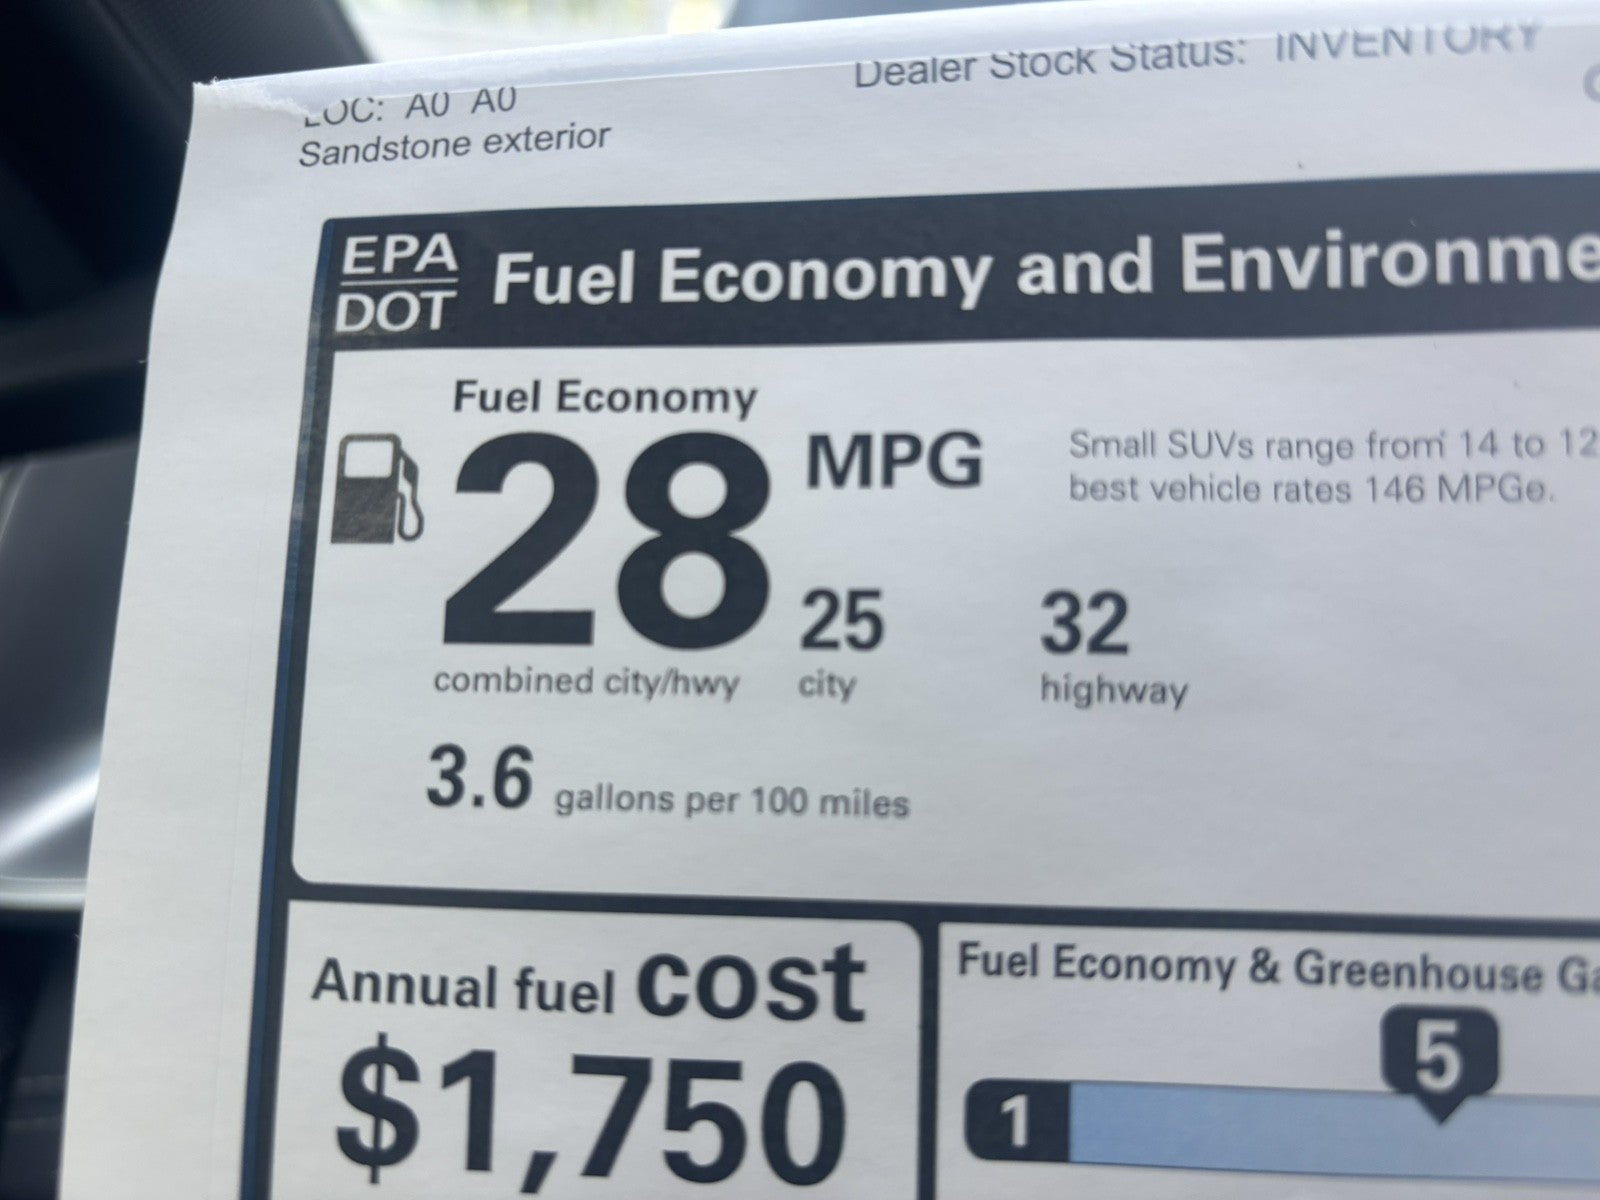 LOC: A0 A0
Dealer Stock Status: INVENTORY
Sandstone exterior
EPA
DOT
Fuel Economy and
Fuel Economy
28 MPG
Small SUVs range from 14 to
best vehicle rates 146 MPGe.
25
32
combined city/hwy
city
highway
3.6 gallons per 100 miles
Annual fuel cost
$1,750
Fuel Economy & Greenhouse
5
1